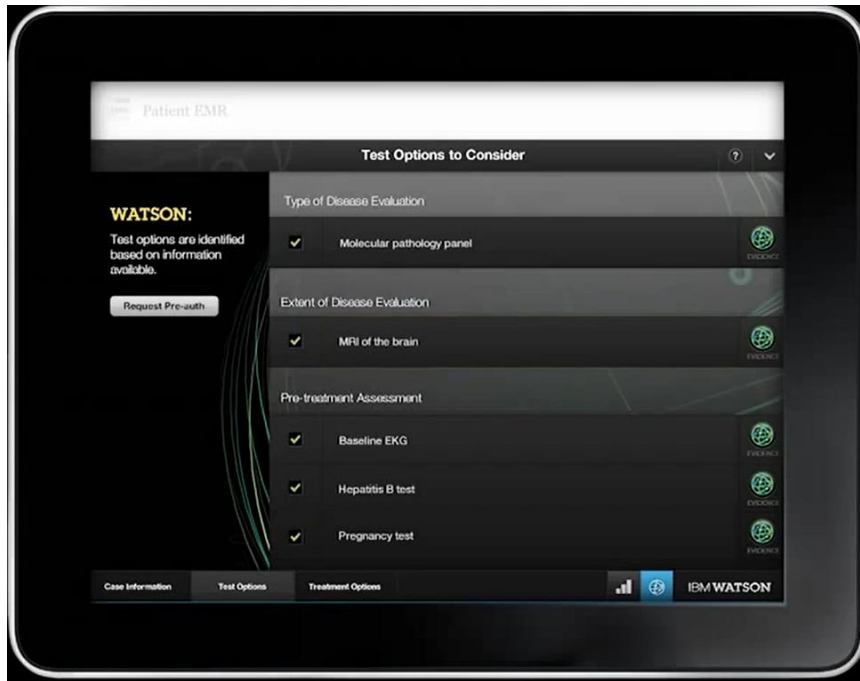 Patient EMR
Test Options to Consider
?
WATSON:
Test options are identified
based on information
available.
Request Pre-auth
Type of Disease Evaluation
Molecular pathology panel
EVIDENCE
Extent of Disease Evaluation
MRI of the brain
EVIDENCE
Pre-treatment Assessment
Baseline EKG
EVIDENCE
Hepatitis B test
EVIDENCE
Pregnancy test
EVIDENCE
Case Information
Test Options
Treatment Options
IBM WATSON